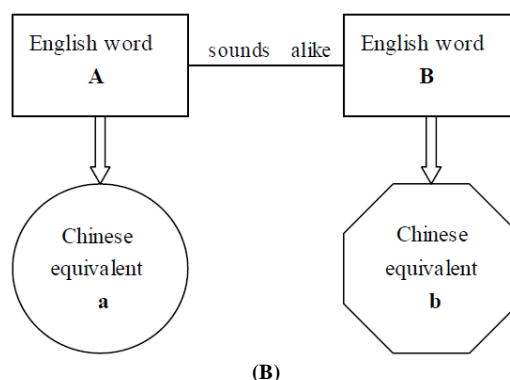 English word
A
sounds alike
English word
B
Chinese
equivalent
a
Chinese
equivalent
b
(B)